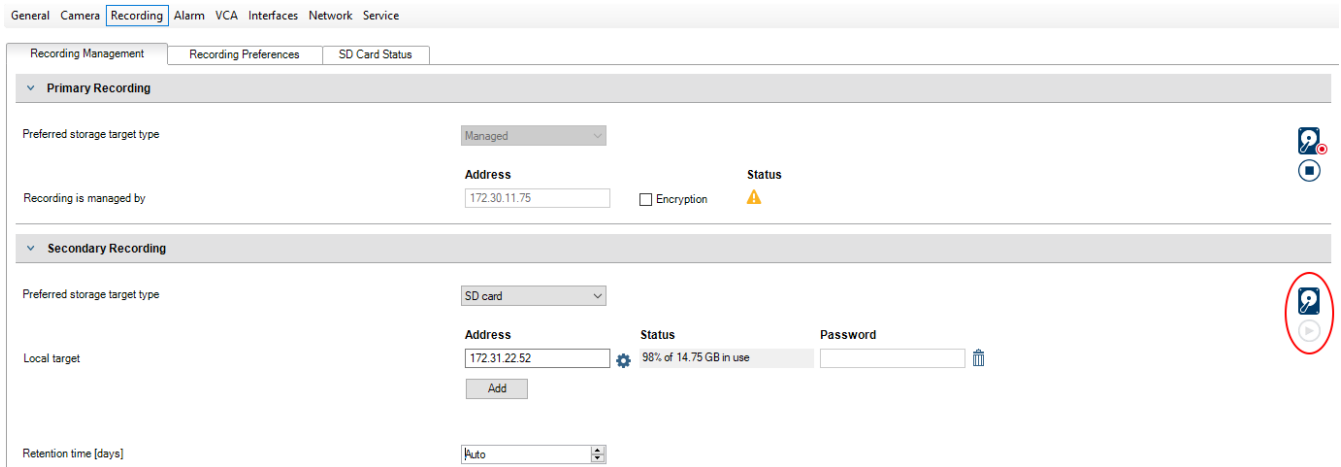 General Camera Recording Alarm VCA Interfaces Network Service
Recording Management Recording Preferences SD Card Status
Primary Recording
Preferred storage target type Managed
Address Status
Recording is managed by 172.30.11.75 Encryption
Secondary Recording
Preferred storage target type SD card
Address Status Password
Local target 172.31.22.52 98% of 14.75 GB in use
Add
Retention time [days] Auto